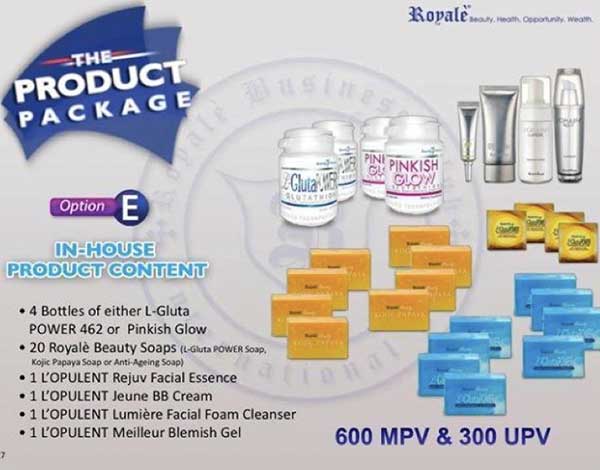 THE
PRODUCT
PACKAGE
Royalè Beauty. Health. Opportunity. Wealth.
Royalè Business
national
Option E
IN-HOUSE
PRODUCT CONTENT
• 4 Bottles of either L-Gluta
POWER 462 or Pinkish Glow
• 20 Royalè Beauty Soaps (L-Gluta POWER Soap,
Kojic Papaya Soap or Anti-Ageing Soap)
• 1 L'OPULENT Rejuv Facial Essence
• 1 L'OPULENT Jeune BB Cream
• 1 L'OPULENT Lumière Facial Foam Cleanser
• 1 L'OPULENT Meilleur Blemish Gel
L-Gluta POWER
GLUTATHIONE
PINKISH
GLOW
KOJIC PAPAYA
600 MPV & 300 UPV